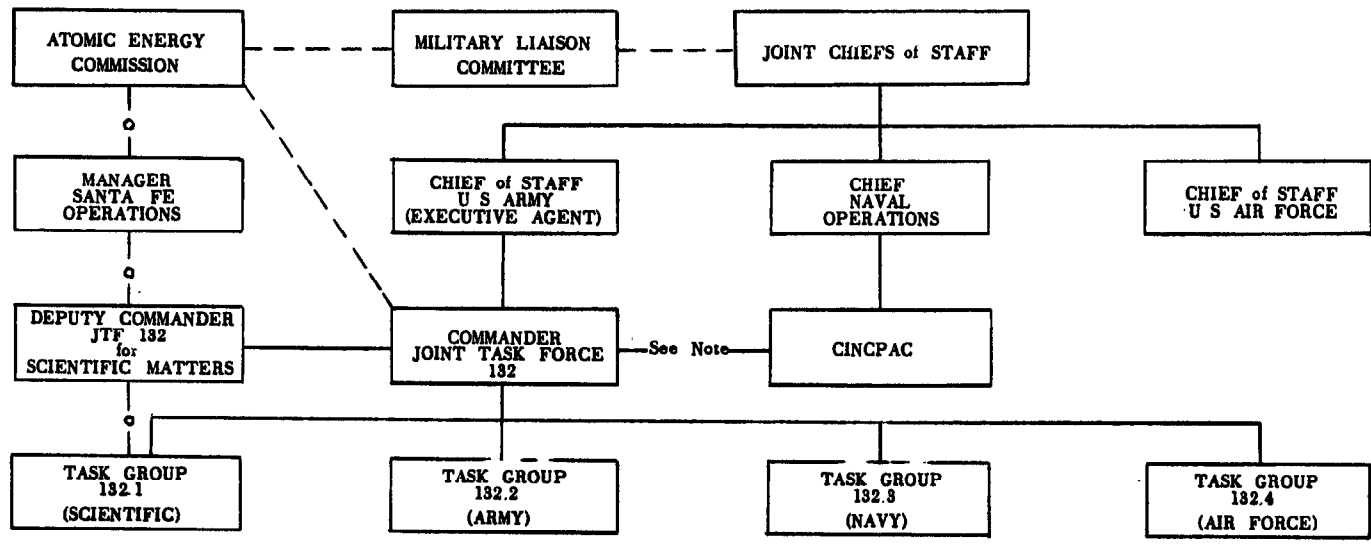 ATOMIC ENERGY
COMMISSION
MILITARY LIAISON
COMMITTEE
JOINT CHIEFS of STAFF
MANAGER
SANTA FE
OPERATIONS
CHIEF of STAFF
U S ARMY
(EXECUTIVE AGENT)
CHIEF
NAVAL
OPERATIONS
CHIEF of STAFF
U S AIR FORCE
DEPUTY COMMANDER
JTF 132
for
SCIENTIFIC MATTERS
COMMANDER
JOINT TASK FORCE
132
See Note
CINCPAC
TASK GROUP
132.1
(SCIENTIFIC)
TASK GROUP
132.2
(ARMY)
TASK GROUP
132.3
(NAVY)
TASK GROUP
132.4
(AIR FORCE)